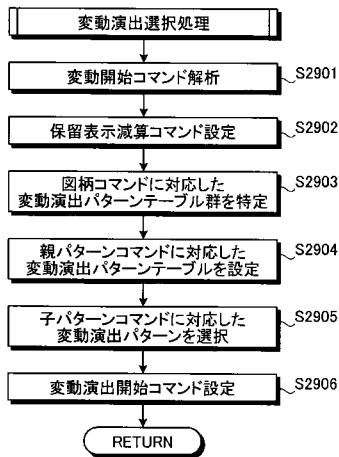 変動演出選択処理
変動開始コマンド解析
S2901
保留表示減算コマンド設定
S2902
図柄コマンドに対応した
変動演出パターンテーブル群を特定
S2903
親パターンコマンドに対応した
変動演出パターンテーブルを設定
S2904
子パターンコマンドに対応した
変動演出パターンを選択
S2905
変動演出開始コマンド設定
S2906
RETURN